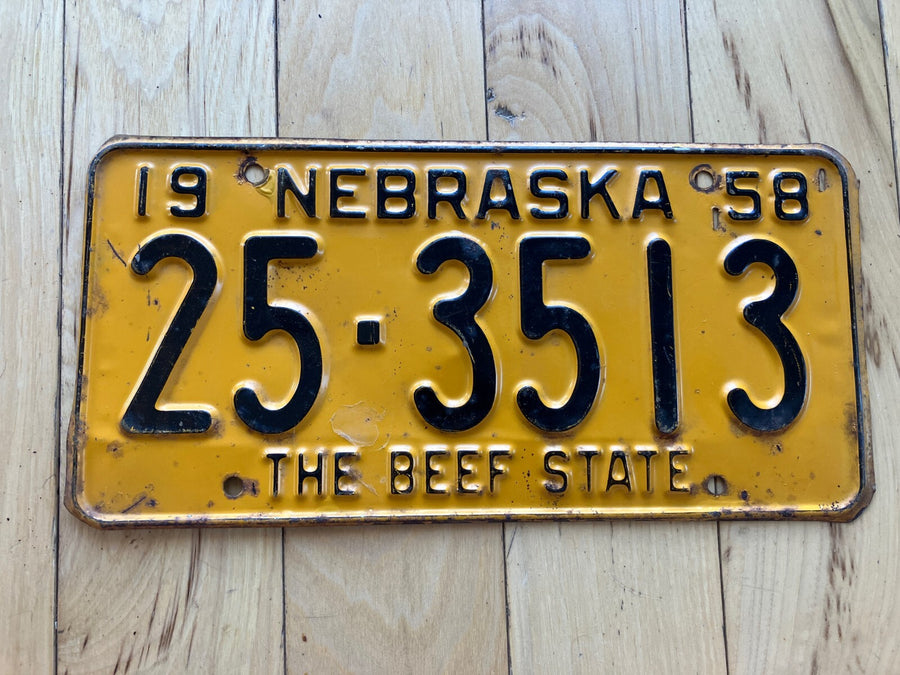 19 NEBRASKA 58
25·3513
THE BEEF STATE